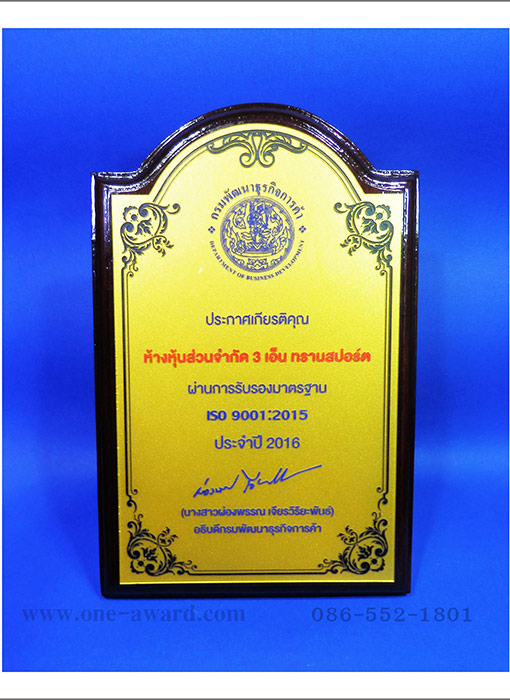 กรมพัฒนาธุรกิจการค้า
DEPARTMENT OF BUSINESS DEVELOPMENT
ประกาศเกียรติคุณ
ห้างหุ้นส่วนจำกัด 3 เอ็น ทรานสปอร์ต
ผ่านการรับรองมาตรฐาน
ISO 9001:2015
ประจำปี 2016
(นางสาวผ่องพรรณ เจียรวิริยะพันธ์)
อธิบดีกรมพัฒนาธุรกิจการค้า
www.one-award.com 086-552-1801